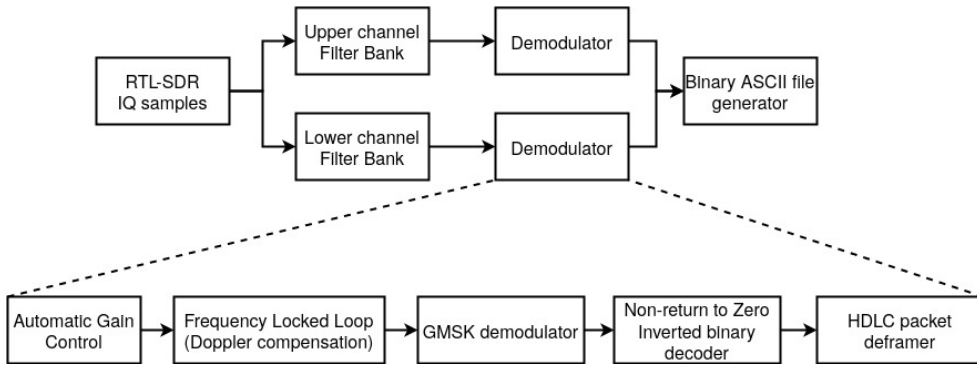 Upper channel
Filter Bank
Demodulator
RTL-SDR
IQ samples
Binary ASCII file
generator
Lower channel
Filter Bank
Demodulator
Automatic Gain
Control
Frequency Locked Loop
(Doppler compensation)
GMSK demodulator
Non-return to Zero
Inverted binary
decoder
HDLC packet
deframer